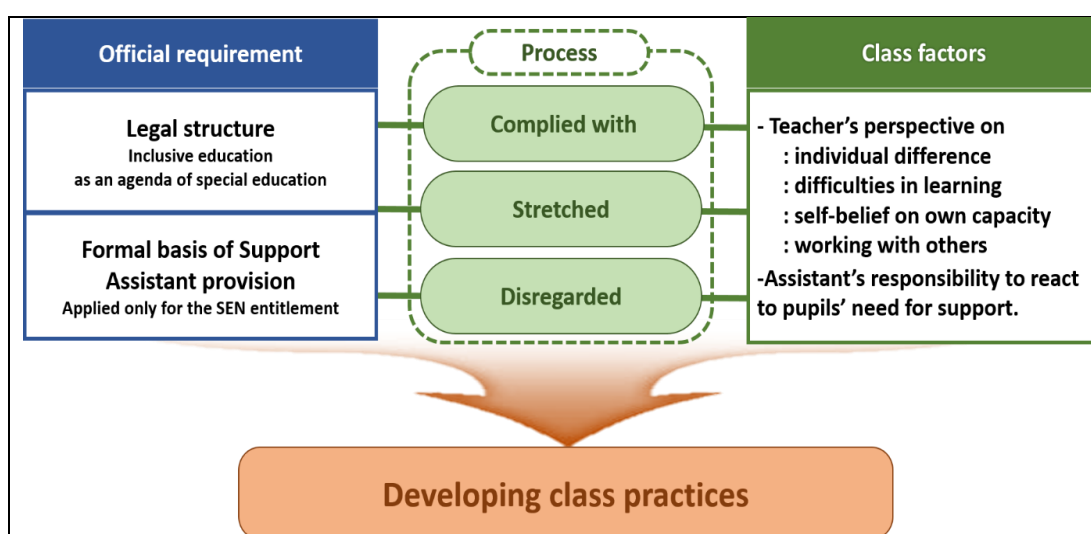 Official requirement
Legal structure
Inclusive education
as an agenda of special education
Formal basis of Support
Assistant provision
Applied only for the SEN entitlement
Process
Complied with
Stretched
Disregarded
Class factors
- Teacher’s perspective on
: individual difference
: difficulties in learning
: self-belief on own capacity
: working with others
-Assistant’s responsibility to react
to pupils’ need for support.
Developing class practices